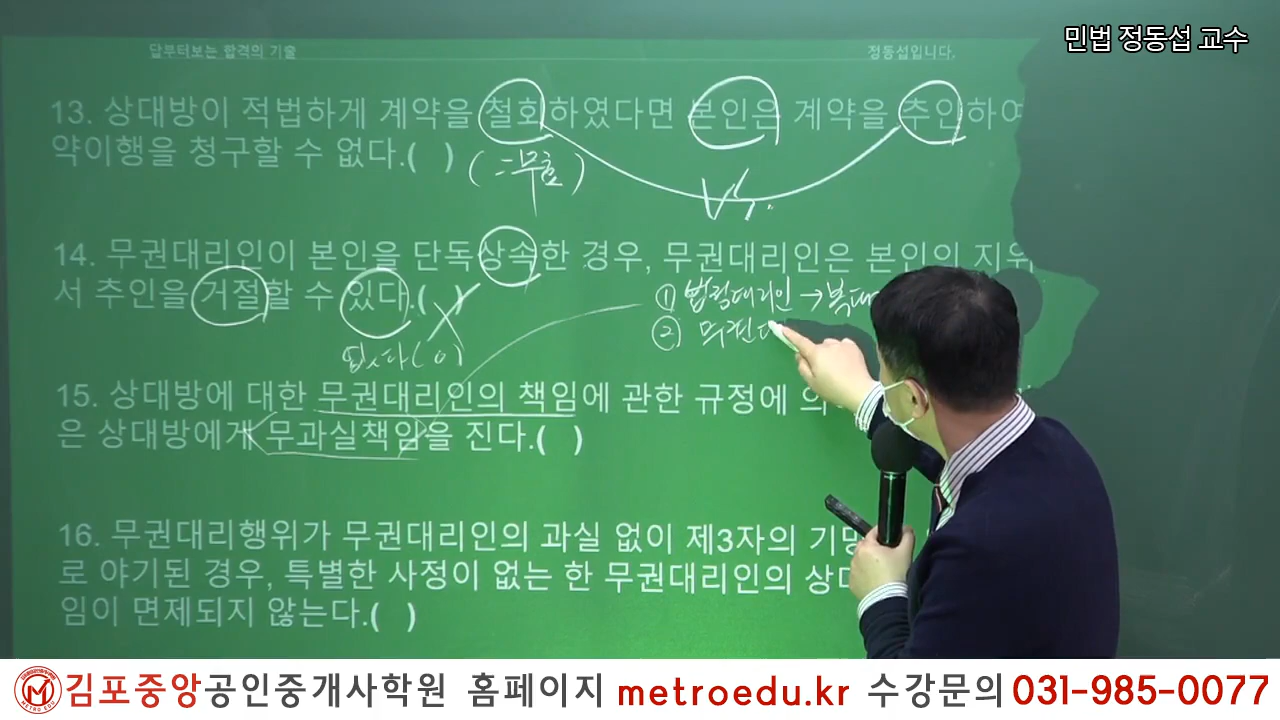 민법 정동섭 교수
답부터보는 합격의 기술
정동섭입니다.
13. 상대방이 적법하게 계약을 철회하였다면 본인은 계약을 추인하여
약이행을 청구할 수 없다.( )
(=무효)
VS.
14. 무권대리인이 본인을 단독상속한 경우, 무권대리인은 본인의 지위
서 추인을 거절할 수 있다.( )
① 법정대리인 → 복대
② 무권대
없다(O)
15. 상대방에 대한 무권대리인의 책임에 관한 규정에 의
은 상대방에게 무과실책임을 진다.( )
16. 무권대리행위가 무권대리인의 과실 없이 제3자의 기망
로 야기된 경우, 특별한 사정이 없는 한 무권대리인의 상대
임이 면제되지 않는다.( )
METRO EDU
김포중앙공인중개사학원 홈페이지 metroedu.kr 수강문의 031-985-0077